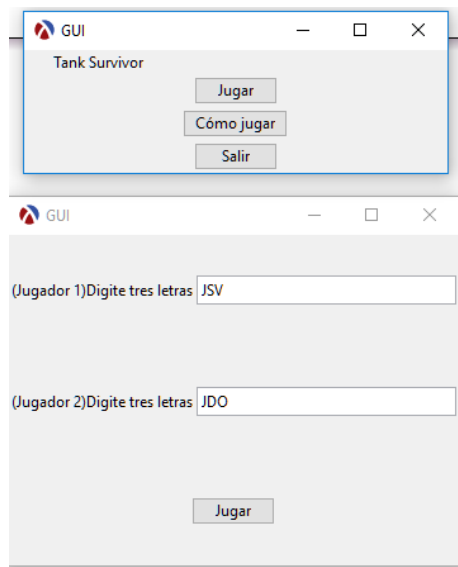 GUI
Tank Survivor
Jugar
Cómo jugar
Salir
GUI
(Jugador 1)Digite tres letras JSV
(Jugador 2)Digite tres letras JDO
Jugar